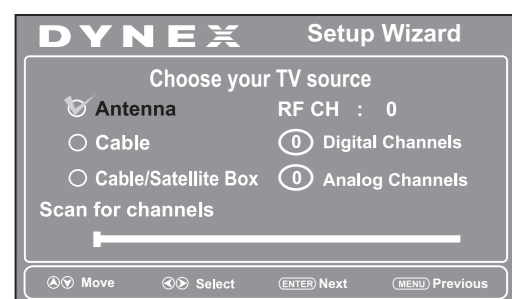 DYNEX Setup Wizard
Choose your TV source
Antenna RF CH : 0
Cable 0 Digital Channels
Cable/Satellite Box 0 Analog Channels
Scan for channels
Move Select ENTER Next MENU Previous